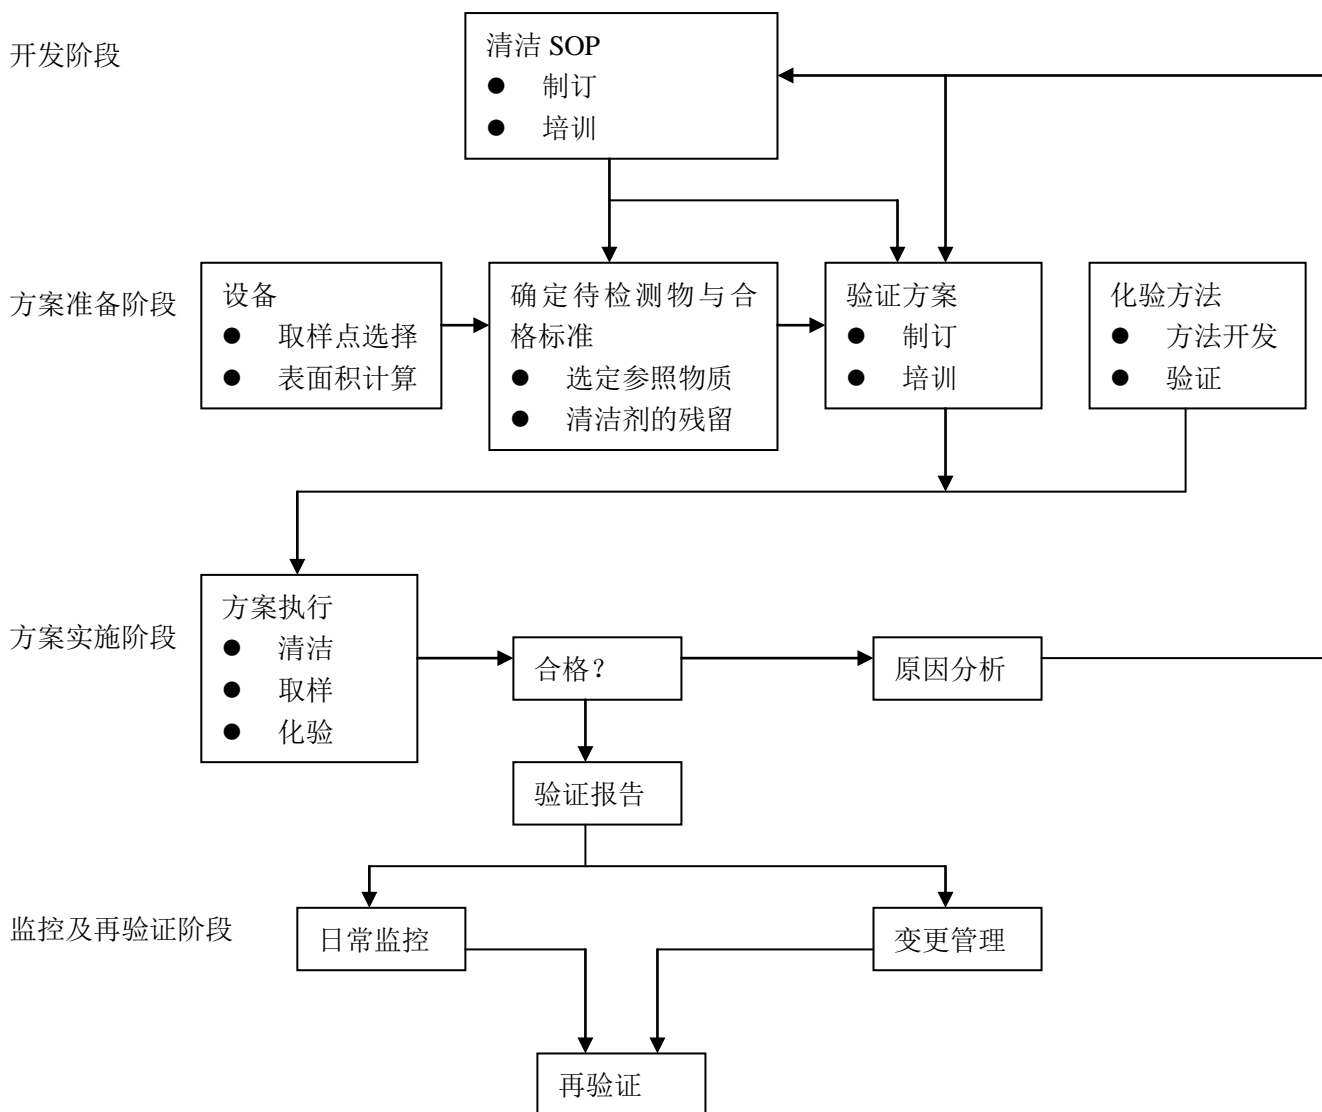 开发阶段
清洁 SOP
● 制订
● 培训
方案准备阶段
设备
● 取样点选择
● 表面积计算
确定待检测物与合
格标准
● 选定参照物质
● 清洁剂的残留
验证方案
● 制订
● 培训
化验方法
● 方法开发
● 验证
方案实施阶段
方案执行
● 清洁
● 取样
● 化验
合格？
原因分析
验证报告
监控及再验证阶段
日常监控
变更管理
再验证